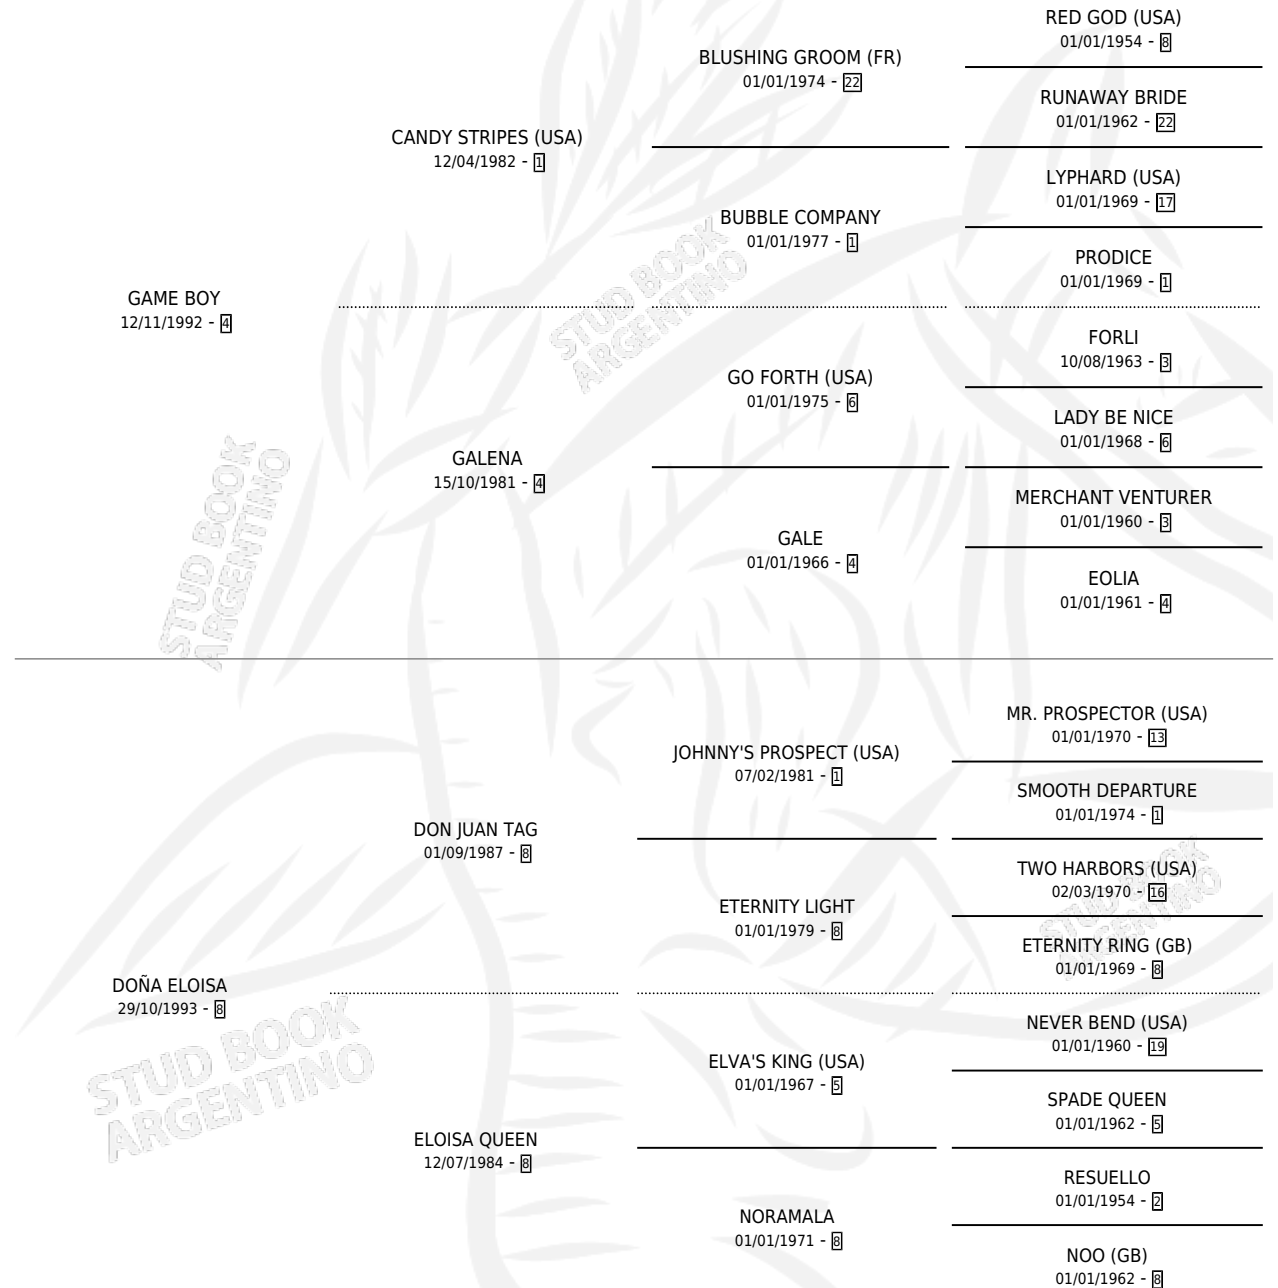 RED GOD (USA)
01/01/1954 - 8
BLUSHING GROOM (FR)
01/01/1974 - 22
RUNAWAY BRIDE
01/01/1962 - 22
CANDY STRIPES (USA)
12/04/1982 - 1
LYPHARD (USA)
01/01/1969 - 17
BUBBLE COMPANY
01/01/1977 - 1
PRODICE
01/01/1969 - 1
GAME BOY
12/11/1992 - 4
STUD BOOK
ARGENTINO
FORLI
10/08/1963 - 3
GO FORTH (USA)
01/01/1975 - 6
LADY BE NICE
01/01/1968 - 6
GALENA
15/10/1981 - 4
MERCHANT VENTURER
01/01/1960 - 3
GALE
01/01/1966 - 4
EOLIA
01/01/1961 - 4
STUD BOOK
ARGENTINO
MR. PROSPECTOR (USA)
01/01/1970 - 13
JOHNNY'S PROSPECT (USA)
07/02/1981 - 1
SMOOTH DEPARTURE
01/01/1974 - 1
DON JUAN TAG
01/09/1987 - 8
TWO HARBORS (USA)
02/03/1970 - 16
ETERNITY LIGHT
01/01/1979 - 8
STUD BOOK
ARGENTINO
ETERNITY RING (GB)
01/01/1969 - 8
DOÑA ELOISA
29/10/1993 - 8
STUD BOOK
ARGENTINO
NEVER BEND (USA)
01/01/1960 - 19
ELVA'S KING (USA)
01/01/1967 - 5
SPADE QUEEN
01/01/1962 - 5
ELOISA QUEEN
12/07/1984 - 8
RESUELLO
01/01/1954 - 2
NORAMALA
01/01/1971 - 8
NOO (GB)
01/01/1962 - 8